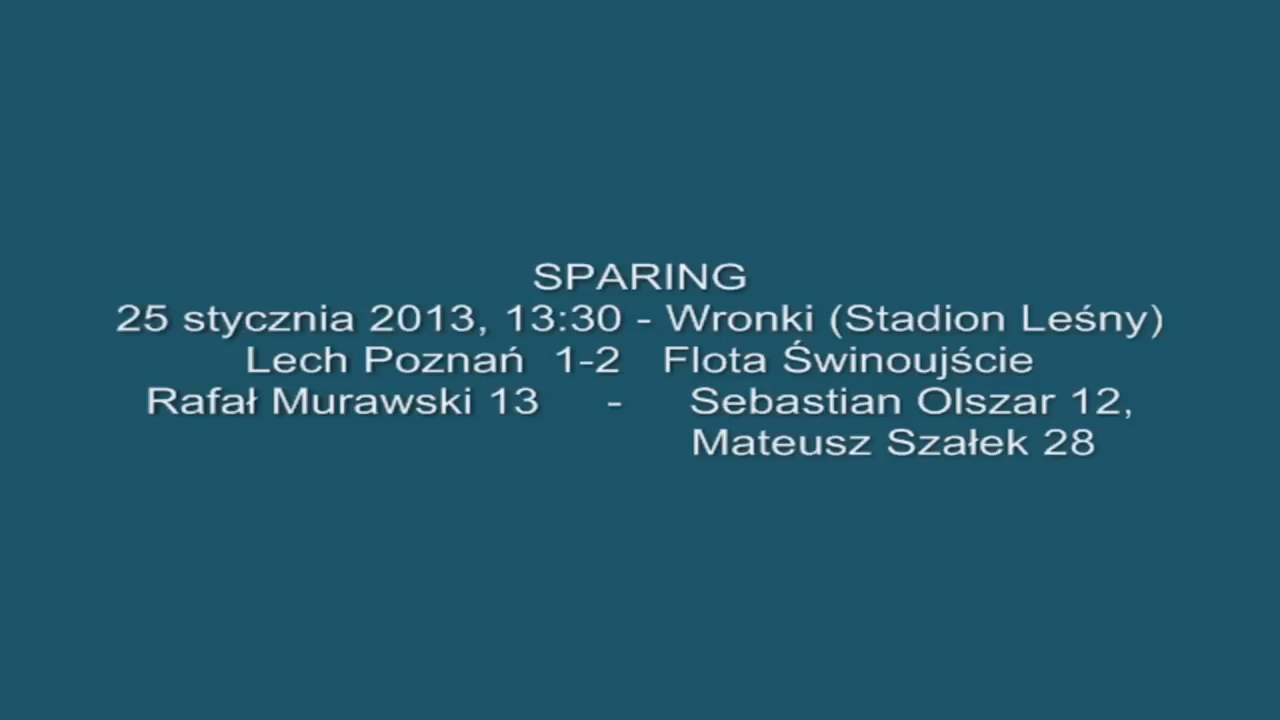 SPARING
25 stycznia 2013, 13:30 - Wronki (Stadion Leśny)
Lech Poznań 1-2 Flota Świnoujście
Rafał Murawski 13 - Sebastian Olszar 12,
Mateusz Szałek 28